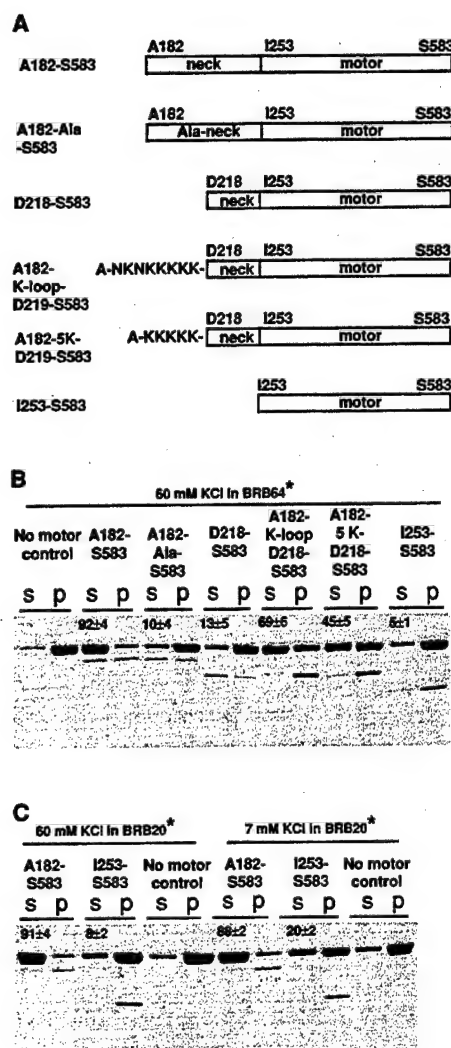 A
A182 I253 S583
A182-S583 neck motor
A182 I253 S583
A182-Ala -S583 Ala-neck motor
D218 I253 S583
D218-S583 neck motor
D218 I253 S583
A182- K-loop- D219-S583 A-NKNKKKKK- neck motor
D218 I253 S583
A182-5K- D219-S583 A-KKKKK- neck motor
I253 S583
I253-S583 motor
B
60 mM KCl in BRB64*
No motor control A182- S583 A182- Ala- S583 D218- S583 A182- K-loop D218- S583 A182- 5 K- D218- S583 I253- S583
s p s p s p s p s p s p s p
92±4 10±4 13±5 69±6 45±5 5±1
C
60 mM KCl in BRB20* 7 mM KCl in BRB20*
A182- S583 I253- S583 No motor control A182- S583 I253- S583 No motor control
s p s p s p s p s p s p
91±4 8±2 88±2 20±2